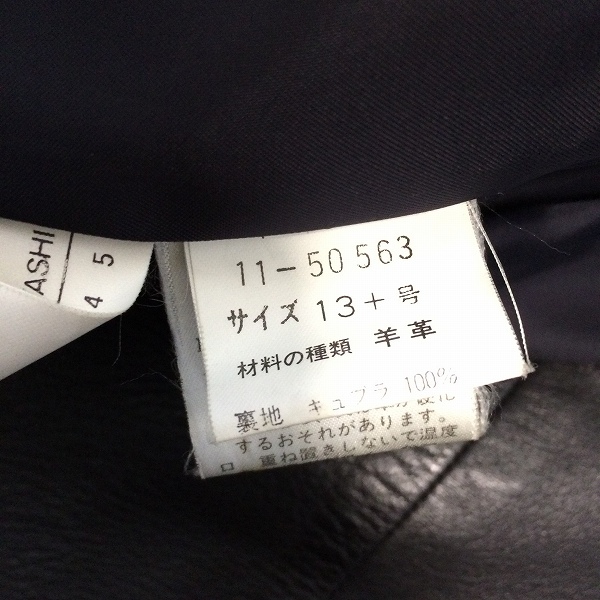 ASHI
4 5
11-50563
サイズ 13+号
材料の種類 羊革
裏地 キュプラ 100%
するおそれがあります。
ロ 重ね置きしないで温度